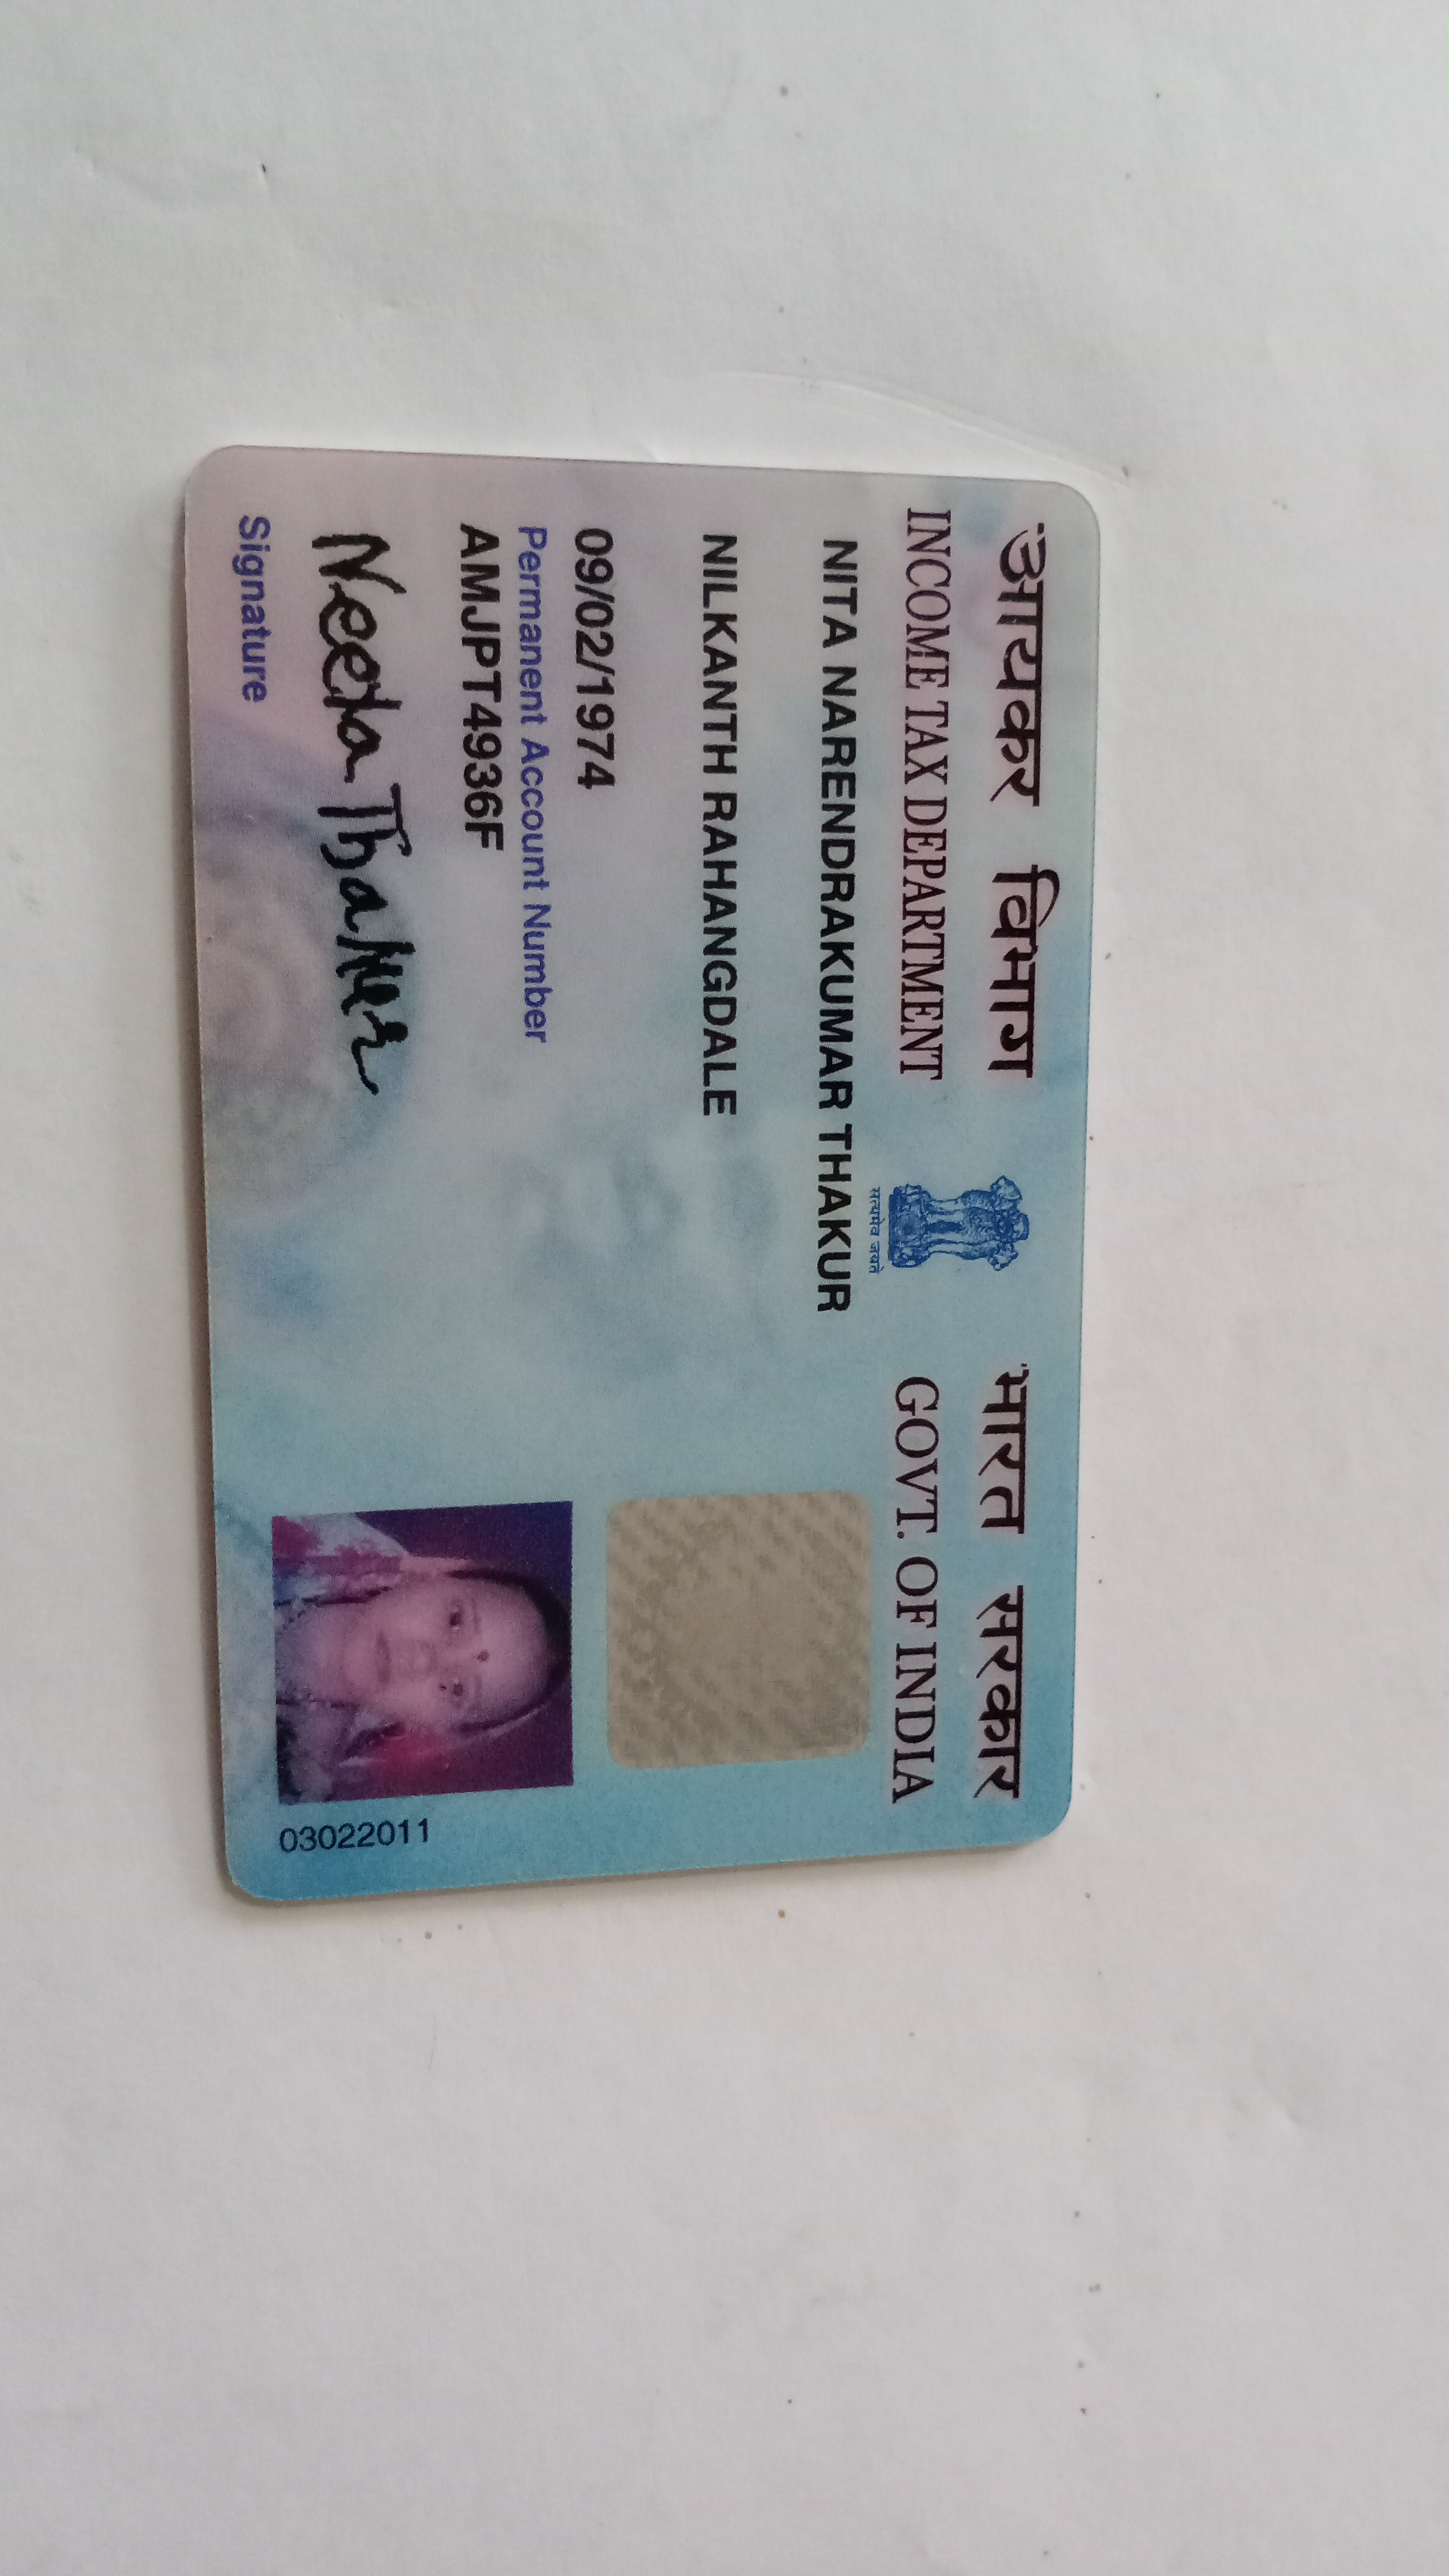 आयकर विभाग
INCOME TAX DEPARTMENT
सत्यमेव जयते
भारत सरकार
GOVT. OF INDIA
NITA NARENDRAKUMAR THAKUR
NILKANTH RAHANGDALE
09/02/1974
Permanent Account Number
AMJPT4936F
Neeta Thakur
Signature
03022011